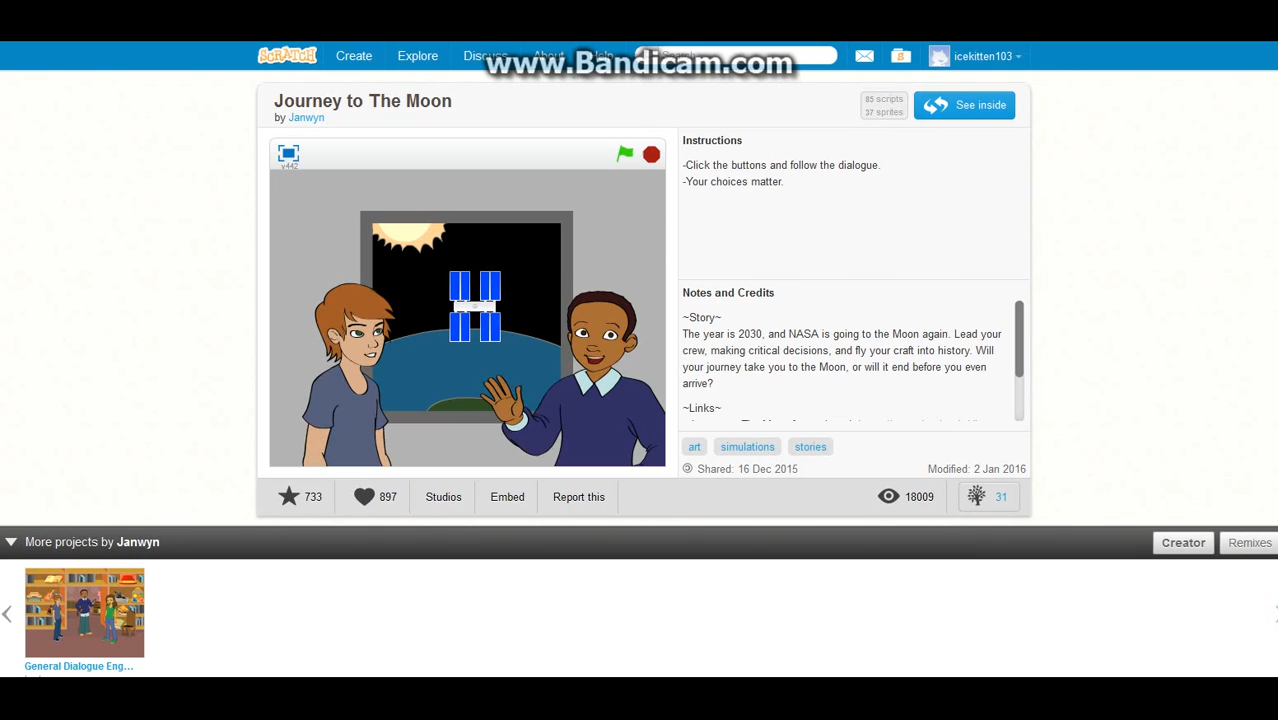 www.Bandicam.com
SCRATCH Create Explore Discuss About Help Search icekitten103
Journey to The Moon
by Janwyn
85 scripts
37 sprites
See inside
v442
Instructions
-Click the buttons and follow the dialogue.
-Your choices matter.
Notes and Credits
~Story~
The year is 2030, and NASA is going to the Moon again. Lead your
crew, making critical decisions, and fly your craft into history. Will
your journey take you to the Moon, or will it end before you even
arrive?
~Links~
art simulations stories
Shared: 16 Dec 2015 Modified: 2 Jan 2016
733 897 Studios Embed Report this 18009 31
More projects by Janwyn Creator Remixes
General Dialogue Eng...